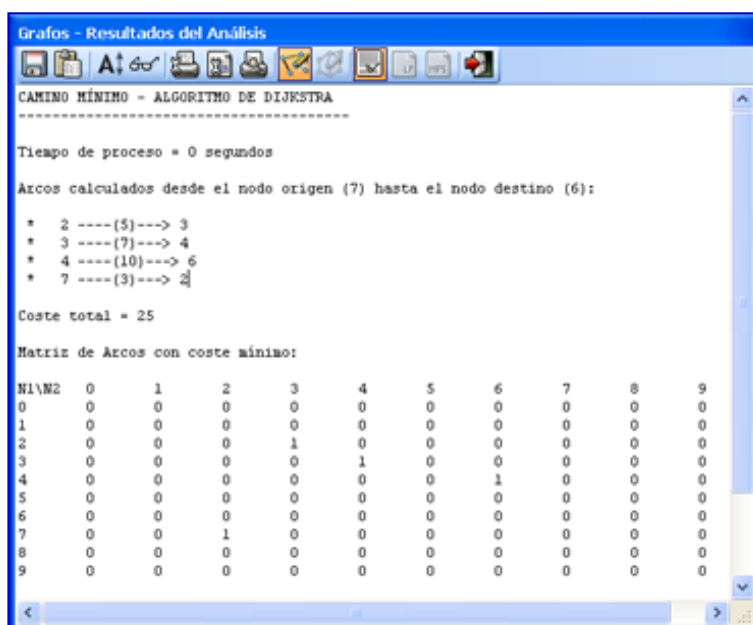 Grafos - Resultados del Análisis
CAMINO MÍNIMO - ALGORITMO DE DIJKSTRA
---------------------------------------
Tiempo de proceso = 0 segundos
Arcos calculados desde el nodo origen (7) hasta el nodo destino (6):
* 2 ----(5)---> 3
* 3 ----(7)---> 4
* 4 ----(10)---> 6
* 7 ----(3)---> 2
Coste total = 25
Matriz de Arcos con coste mínimo:
N1\N2 0 1 2 3 4 5 6 7 8 9
0 0 0 0 0 0 0 0 0 0 0
1 0 0 0 0 0 0 0 0 0 0
2 0 0 0 1 0 0 0 0 0 0
3 0 0 0 0 1 0 0 0 0 0
4 0 0 0 0 0 0 1 0 0 0
5 0 0 0 0 0 0 0 0 0 0
6 0 0 0 0 0 0 0 0 0 0
7 0 0 1 0 0 0 0 0 0 0
8 0 0 0 0 0 0 0 0 0 0
9 0 0 0 0 0 0 0 0 0 0